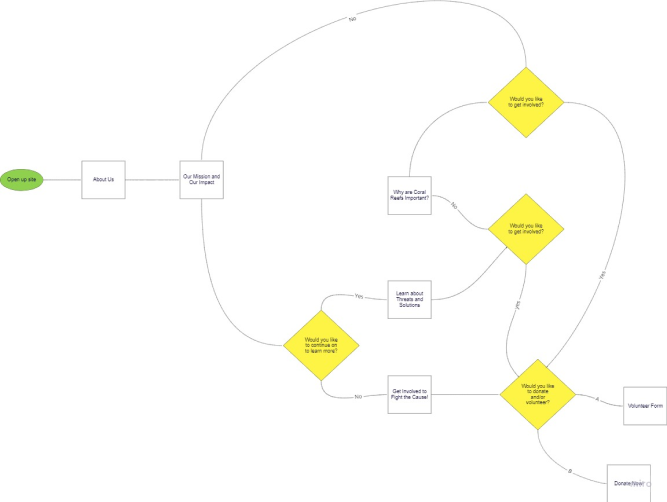 No
Would you like
to get involved?
Open up site
About Us
Our Mission and
Our Impact
Why are Coral
Reefs Important?
No
Would you like
to get involved?
Yes
Yes
Learn about
Threats and
Solutions
yes
Would you like
to continue on
to learn more?
No
Get Involved to
Fight the Cause!
Would you like
to donate
and/or
volunteer?
A
Volunteer Form
B
Donate Now!